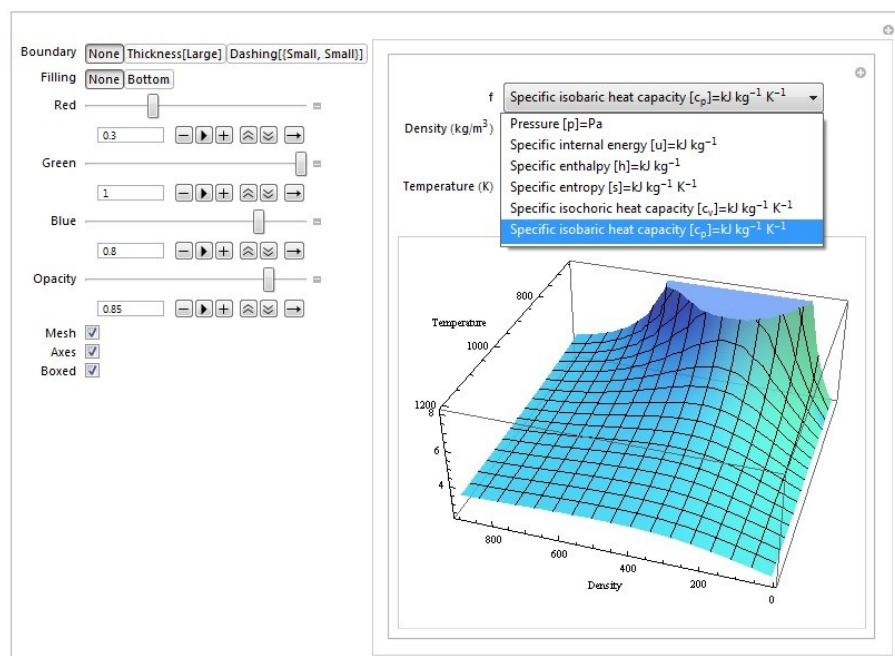 Boundary None Thickness[Large] Dashing[{Small, Small}]
Filling None Bottom
Red
0.3
Green
1
Blue
0.8
Opacity
0.85
Mesh
Axes
Boxed
f Specific isobaric heat capacity [cₚ]=kJ kg⁻¹ K⁻¹
Density (kg/m³)
Temperature (K)
Pressure [p]=Pa
Specific internal energy [u]=kJ kg⁻¹
Specific enthalpy [h]=kJ kg⁻¹
Specific entropy [s]=kJ kg⁻¹ K⁻¹
Specific isochoric heat capacity [cᵥ]=kJ kg⁻¹ K⁻¹
Specific isobaric heat capacity [cₚ]=kJ kg⁻¹ K⁻¹
800
Temperature
1000
1200
8
6
4
800
600
400
200
0
Density